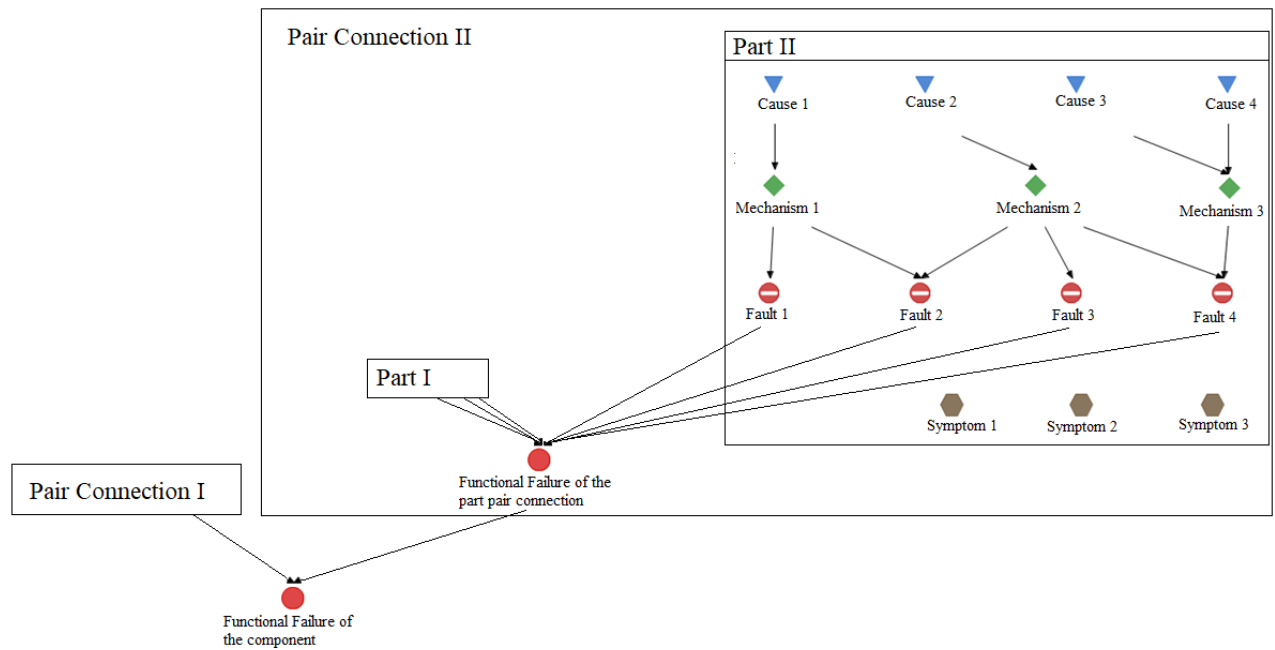 Pair Connection II
Part II
Cause 1
Cause 2
Cause 3
Cause 4
Mechanism 1
Mechanism 2
Mechanism 3
Fault 1
Fault 2
Fault 3
Fault 4
Part I
Symptom 1
Symptom 2
Symptom 3
Functional Failure of the
part pair connection
Pair Connection I
Functional Failure of
the component